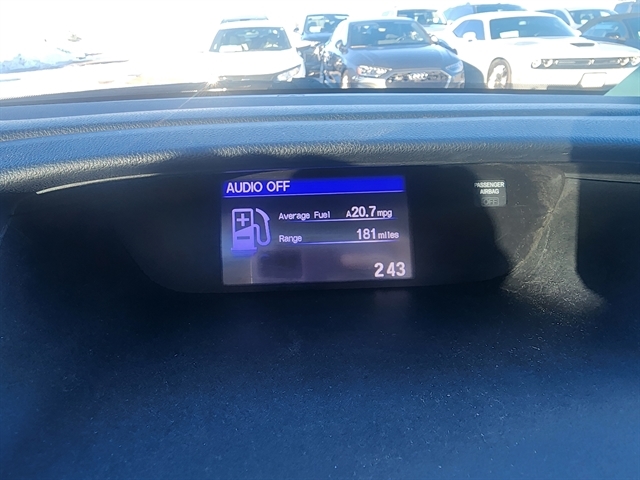 AUDIO OFF
Average Fuel A20.7mpg
Range 181 miles
243
PASSENGER
AIRBAG
OFF